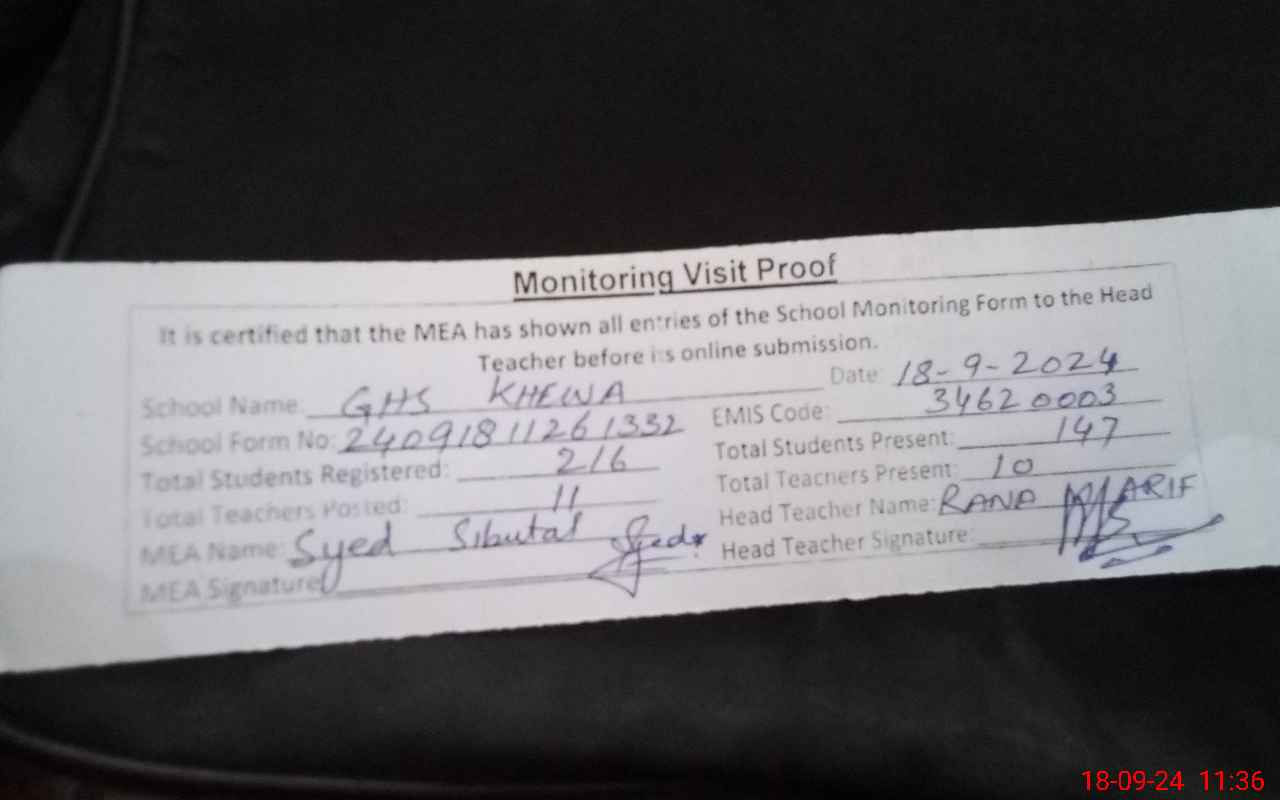 Monitoring Visit Proof
It is certified that the MEA has shown all entries of the School Monitoring Form to the Head
Teacher before its online submission.
School Name: GHS KHEWA Date: 18-9-2024
School Form No: 24091811261332 EMIS Code: 34620003
Total Students Registered: 216 Total Students Present: 147
Total Teachers Posted: 11 Total Teachers Present: 10
MEA Name: Syed Sibutal Head Teacher Name: RANA M ARIF
MEA Signature Head Teacher Signature:
18-09-24 11:36